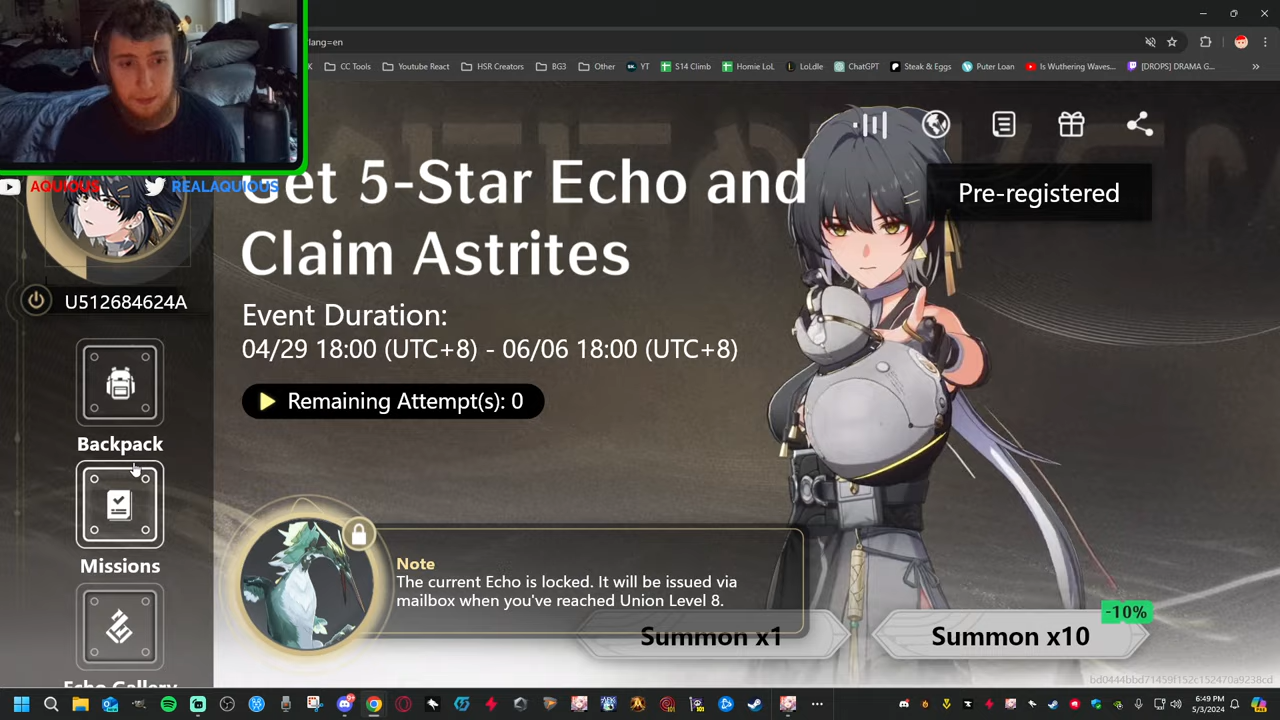 lang=en
CC Tools
Youtube React
HSR Creators
BG3
Other
YT
S14 Climb
Homie LoL
LoLdle
ChatGPT
Steak & Eggs
Puter Loan
Is Wuthering Waves...
[DROPS] DRAMA G...
»
AQUIOUS
REALAQUIOUS
Get 5-Star Echo and
Claim Astrites
Pre-registered
U512684624A
Event Duration:
04/29 18:00 (UTC+8) - 06/06 18:00 (UTC+8)
Remaining Attempt(s): 0
Backpack
Missions
Echo Gallery
Note
The current Echo is locked. It will be issued via
mailbox when you've reached Union Level 8.
Summon x1
Summon x10
-10%
bd0444bbd71459f152c152470a9238cd
6:49 PM
5/3/2024